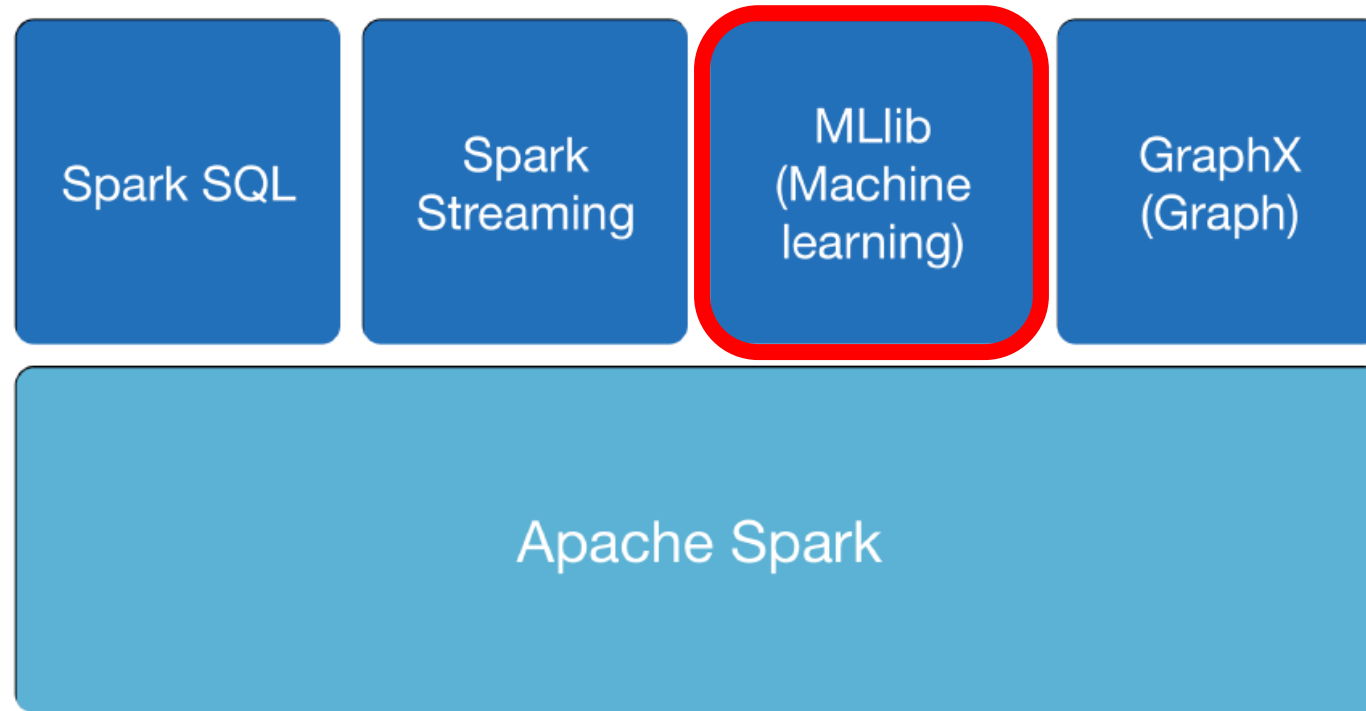 Spark SQL
Spark
Streaming
MLlib
(Machine
learning)
GraphX
(Graph)
Apache Spark